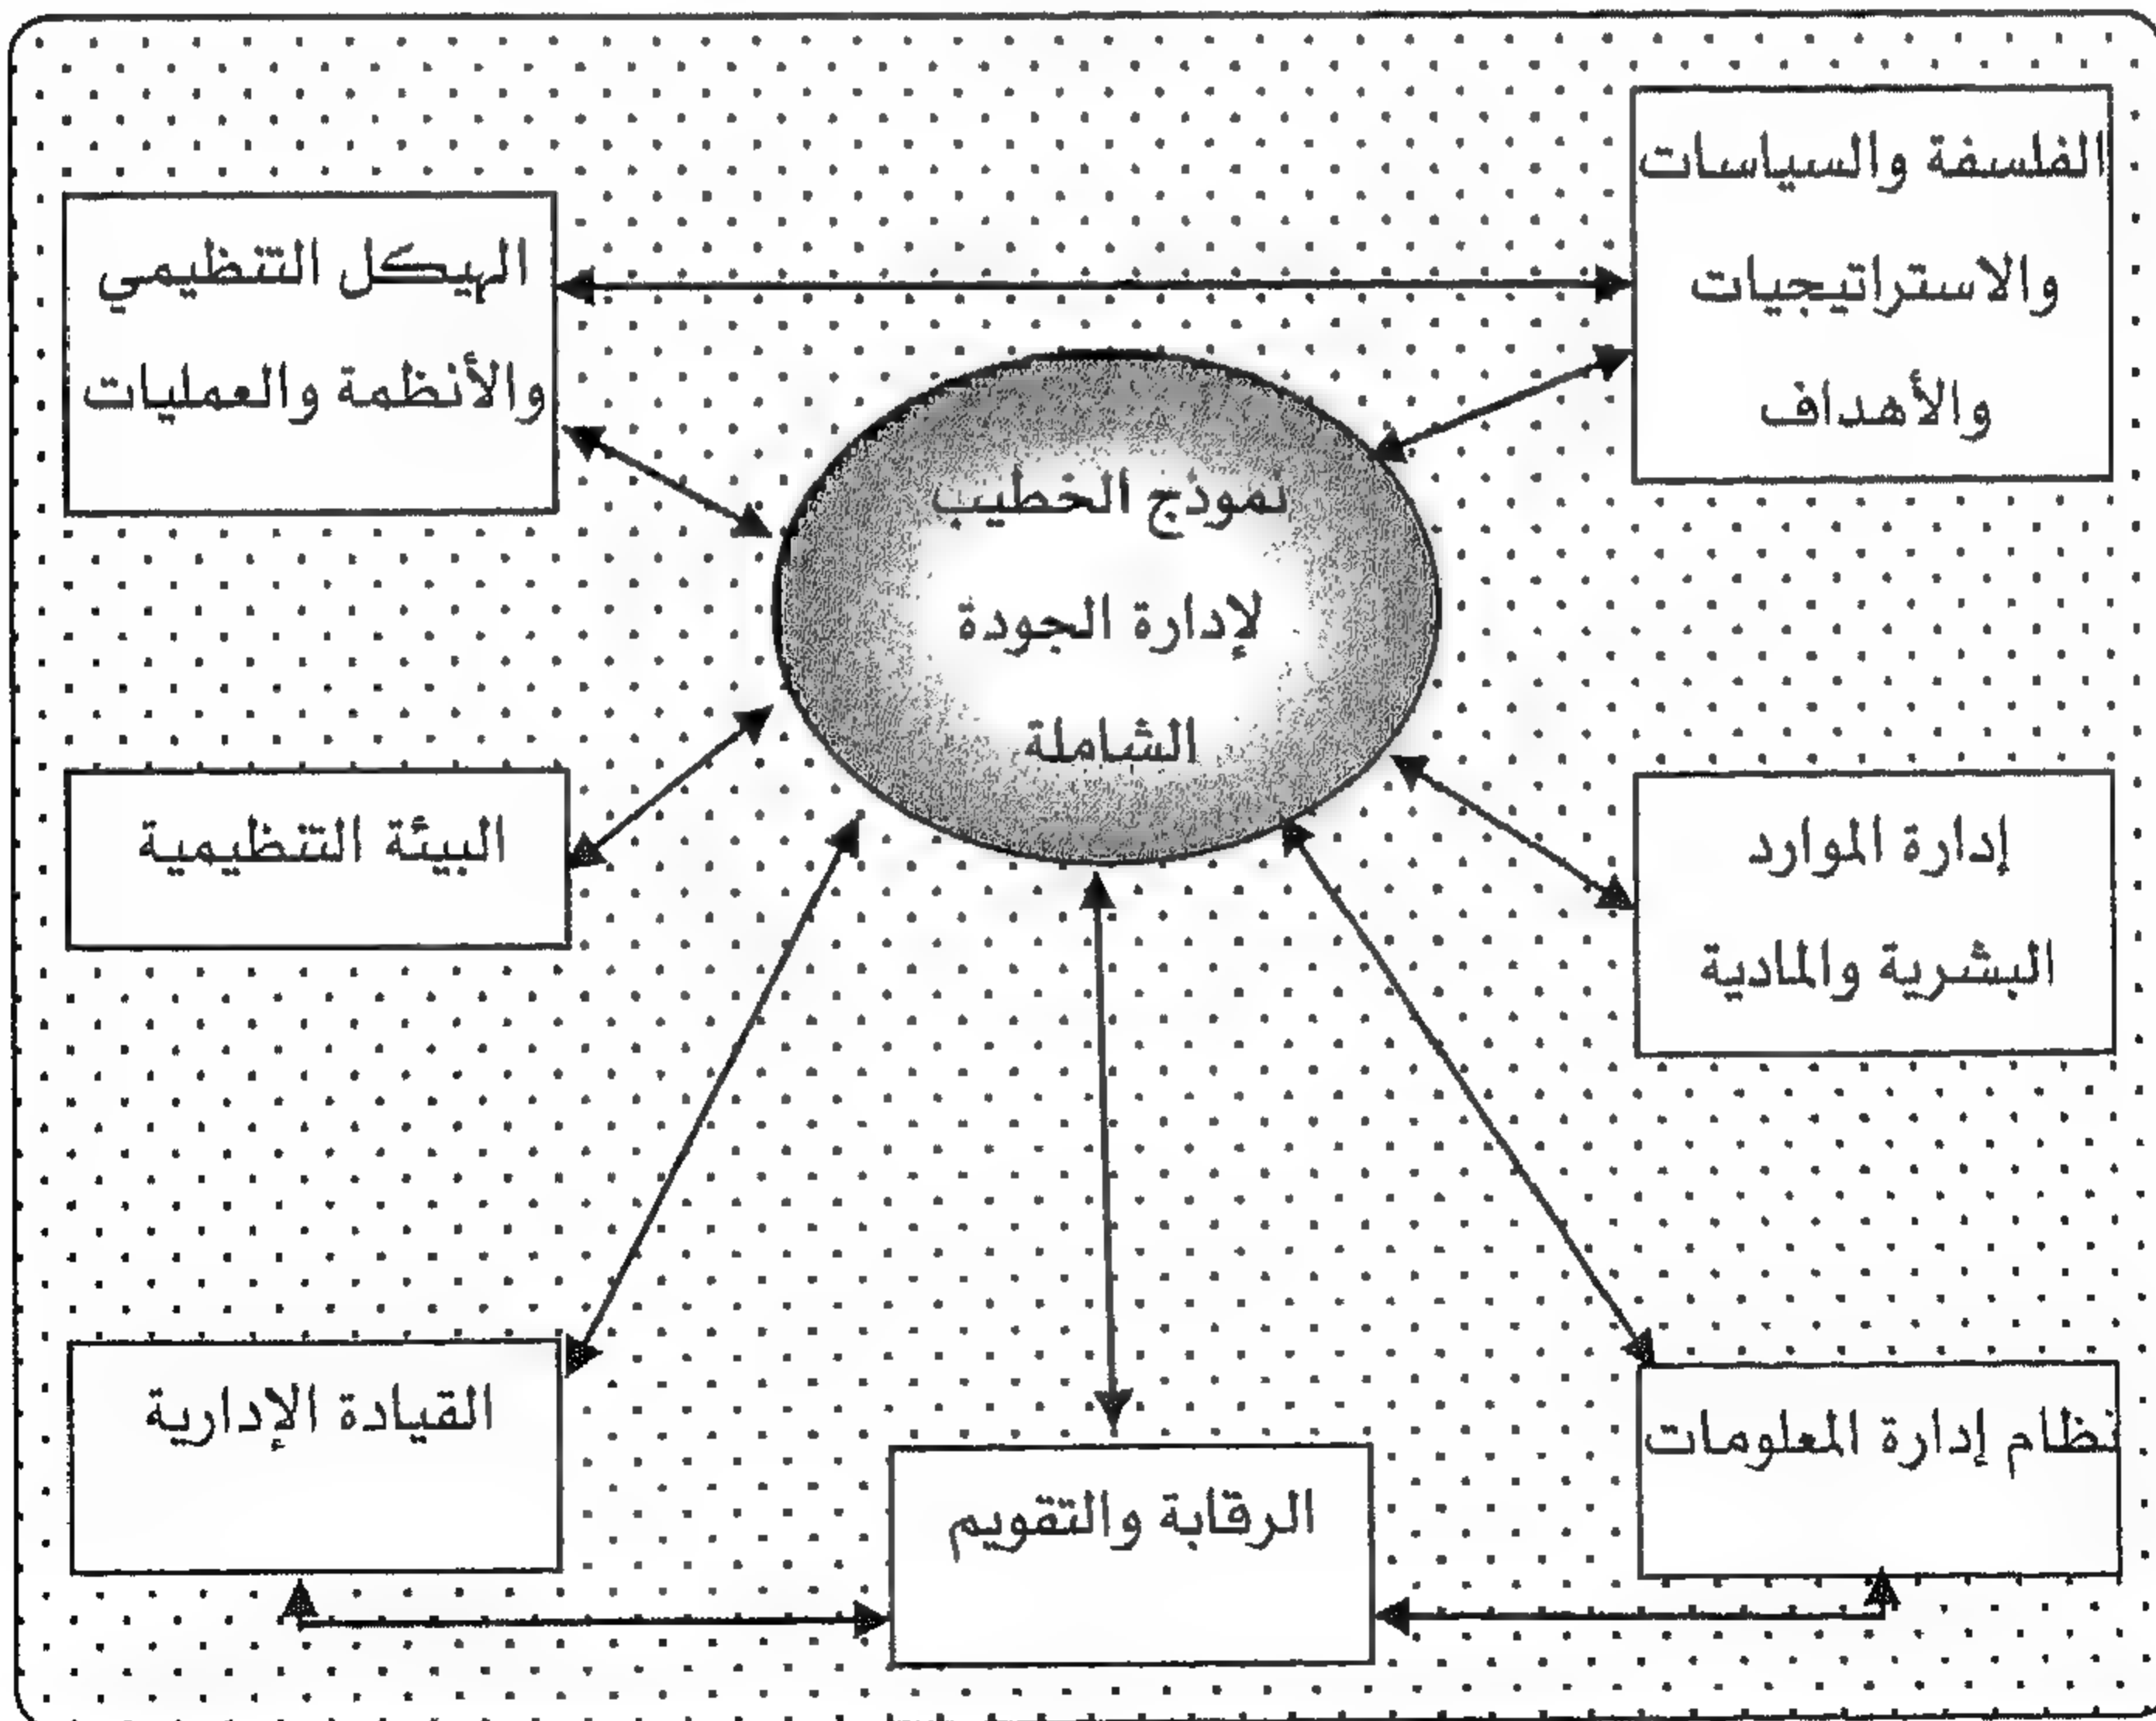 الفلسفة والسياسات
والاستراتيجيات
والأهداف
الهيكل التنظيمي
والأنظمة والعمليات
نموذج الخطيب
لإدارة الجودة
الشاملة
إدارة الموارد
البشرية والمادية
البيئة التنظيمية
نظام إدارة المعلومات
الرقابة والتقويم
القيادة الإدارية